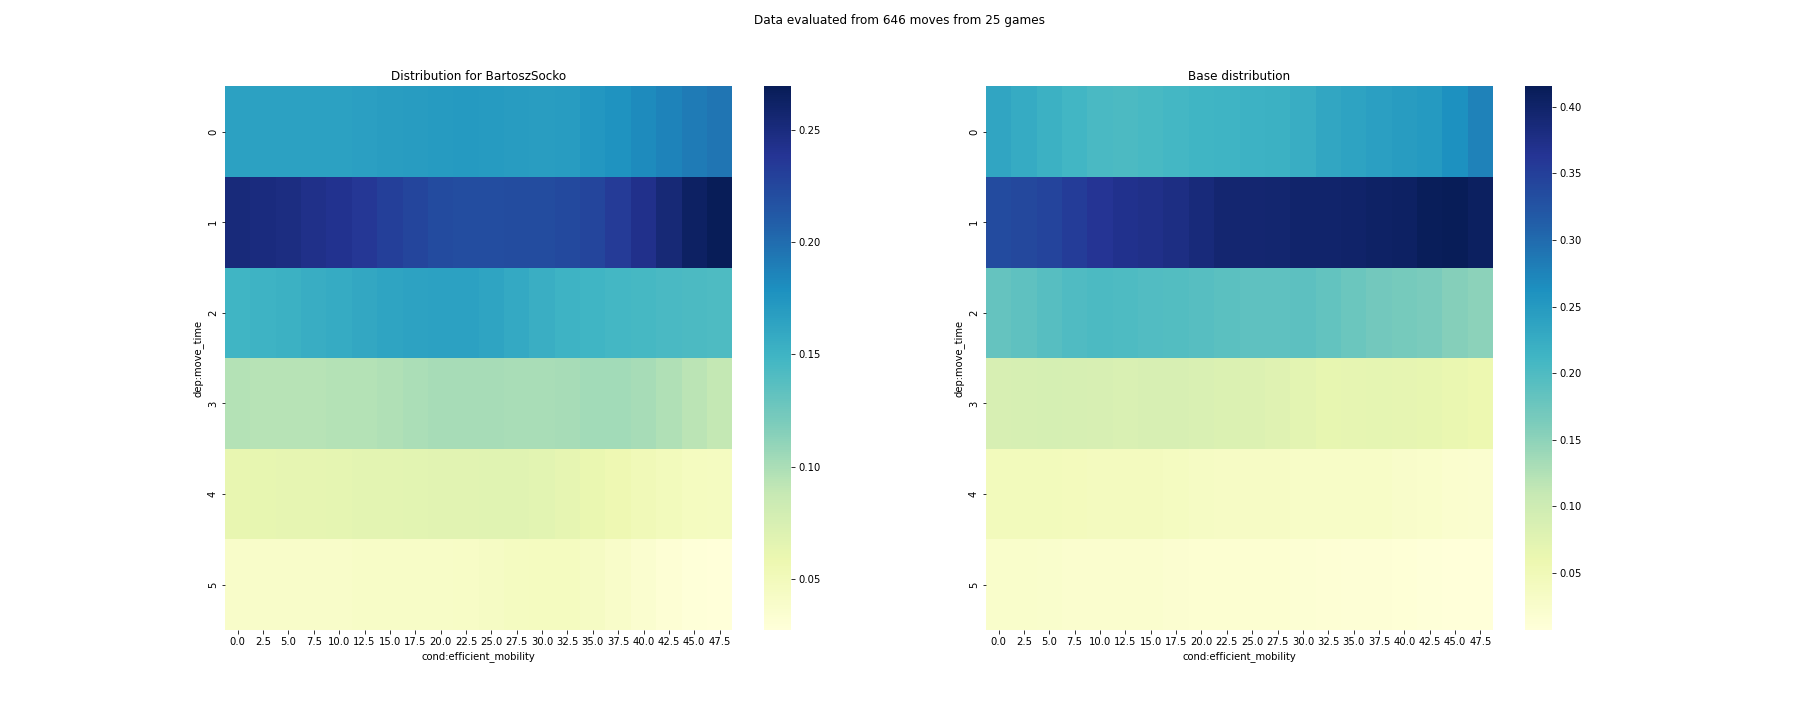 Data evaluated from 646 moves from 25 games
Distribution for BartoszSocko
dep:move_time
0
1
2
3
4
5
0.0 2.5 5.0 7.5 10.0 12.5 15.0 17.5 20.0 22.5 25.0 27.5 30.0 32.5 35.0 37.5 40.0 42.5 45.0 47.5
cond:efficient_mobility
0.25
0.20
0.15
0.10
0.05
Base distribution
dep:move_time
0
1
2
3
4
5
0.0 2.5 5.0 7.5 10.0 12.5 15.0 17.5 20.0 22.5 25.0 27.5 30.0 32.5 35.0 37.5 40.0 42.5 45.0 47.5
cond:efficient_mobility
0.40
0.35
0.30
0.25
0.20
0.15
0.10
0.05